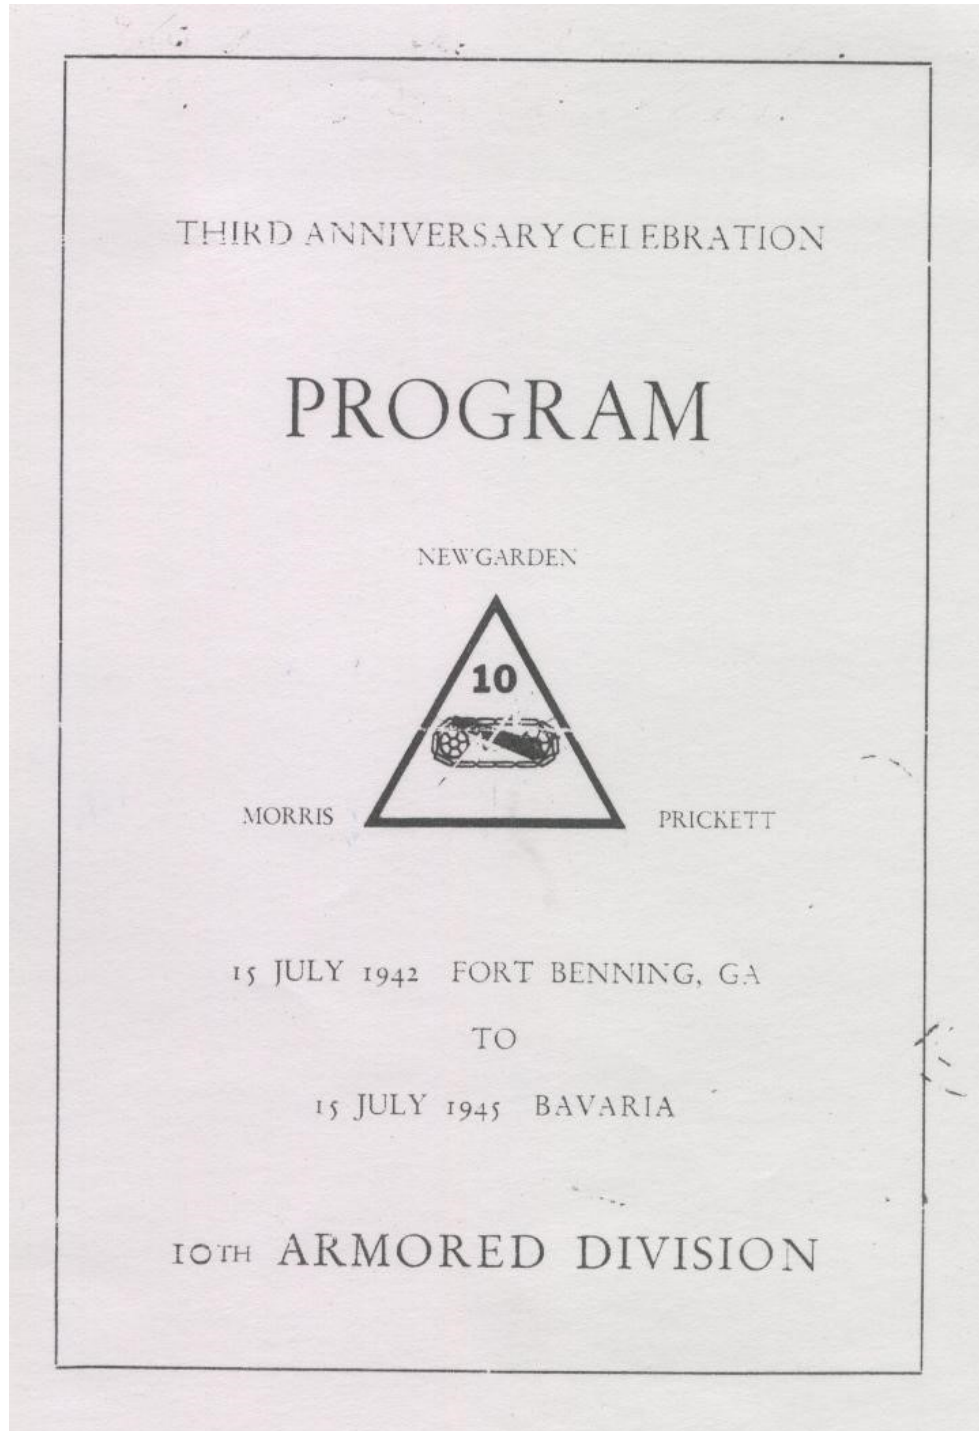 THIRD ANNIVERSARY CELEBRATION
PROGRAM
NEWGARDEN
10
MORRIS PRICKETT
15 JULY 1942 FORT BENNING, GA
TO
15 JULY 1945 BAVARIA
10TH ARMORED DIVISION